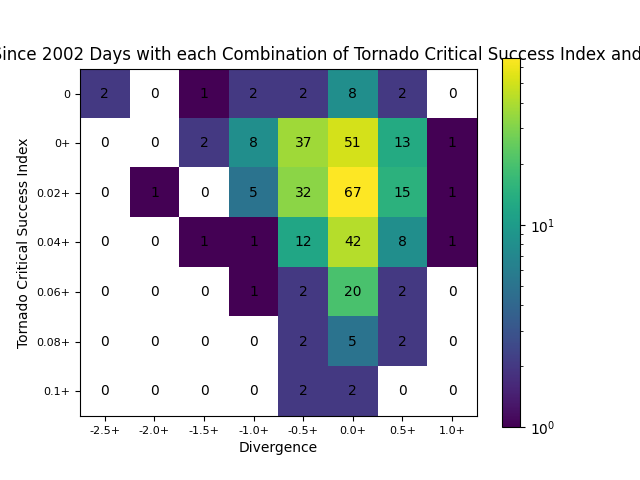 Since 2002 Days with each Combination of Tornado Critical Success Index and
Tornado Critical Success Index
0 2 0 1 2 2 8 2 0
0+ 0 0 2 8 37 51 13 1
0.02+ 0 1 0 5 32 67 15 1
0.04+ 0 0 1 1 12 42 8 1
0.06+ 0 0 0 1 2 20 2 0
0.08+ 0 0 0 0 2 5 2 0
0.1+ 0 0 0 0 2 2 0 0
-2.5+ -2.0+ -1.5+ -1.0+ -0.5+ 0.0+ 0.5+ 1.0+
Divergence
10¹
10⁰